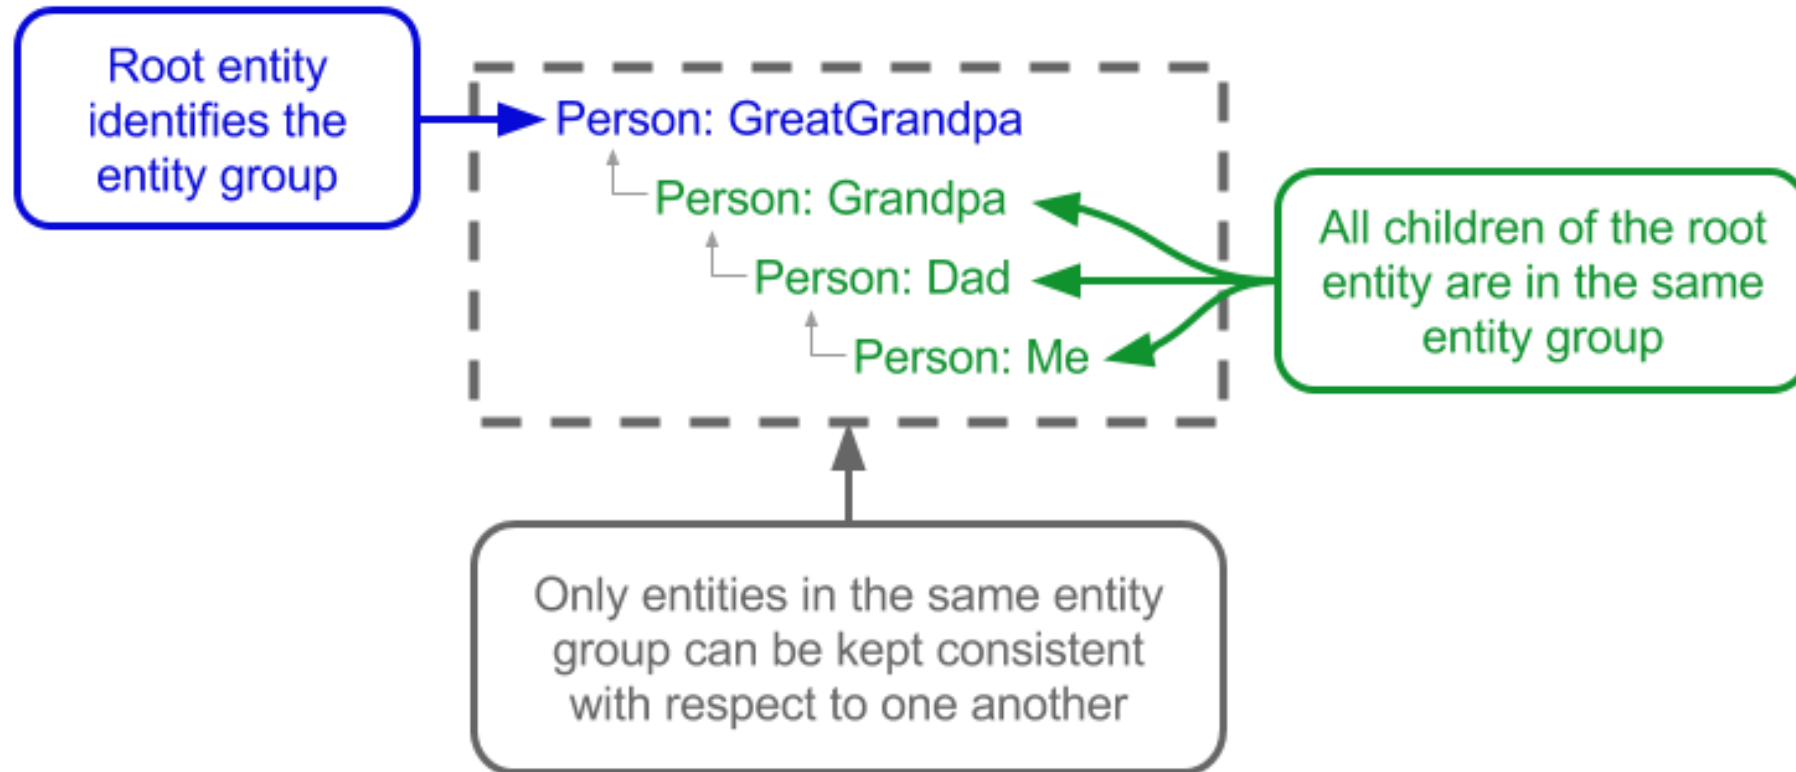 Root entity
identifies the
entity group
Person: GreatGrandpa
Person: Grandpa
Person: Dad
Person: Me
All children of the root
entity are in the same
entity group
Only entities in the same entity
group can be kept consistent
with respect to one another